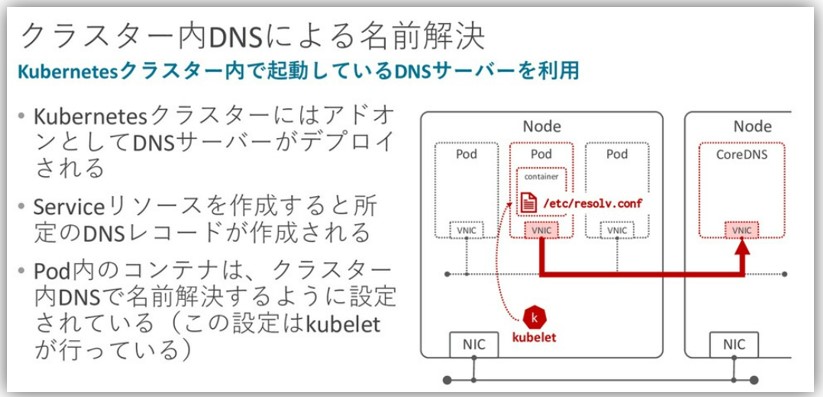 クラスター内DNSによる名前解決
Kubernetesクラスター内で起動しているDNSサーバーを利用
• Kubernetesクラスターにはアドオ
ンとしてDNSサーバーがデプロイ
される
• Serviceリソースを作成すると所
定のDNSレコードが作成される
• Pod内のコンテナは、クラスター
内DNSで名前解決するように設定
されている（この設定はkubelet
が行っている）
Node
Pod
Pod
Pod
container
/etc/resolv.conf
VNIC
VNIC
VNIC
k
kubelet
NIC
Node
CoreDNS
VNIC
NIC